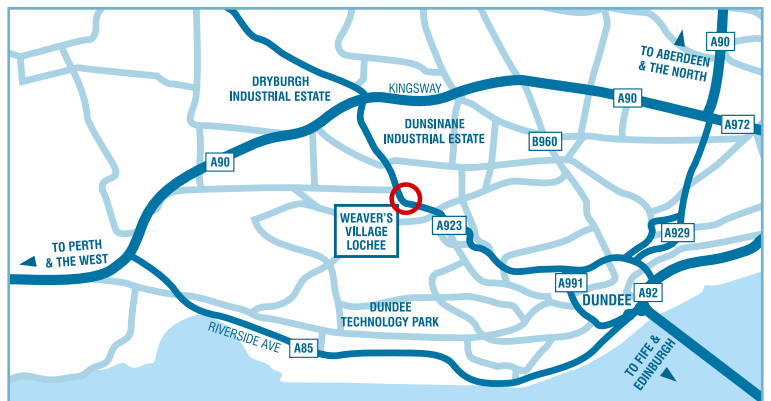 A90
TO ABERDEEN
& THE NORTH
DRYBURGH
INDUSTRIAL ESTATE
KINGSWAY
A90
A972
DUNSINANE
INDUSTRIAL ESTATE
B960
A90
WEAVER'S
VILLAGE
LOCHEE
A923
A929
TO PERTH
& THE WEST
A991
DUNDEE
A92
DUNDEE
TECHNOLOGY PARK
RIVERSIDE AVE
A85
TO FIFE &
EDINBURGH